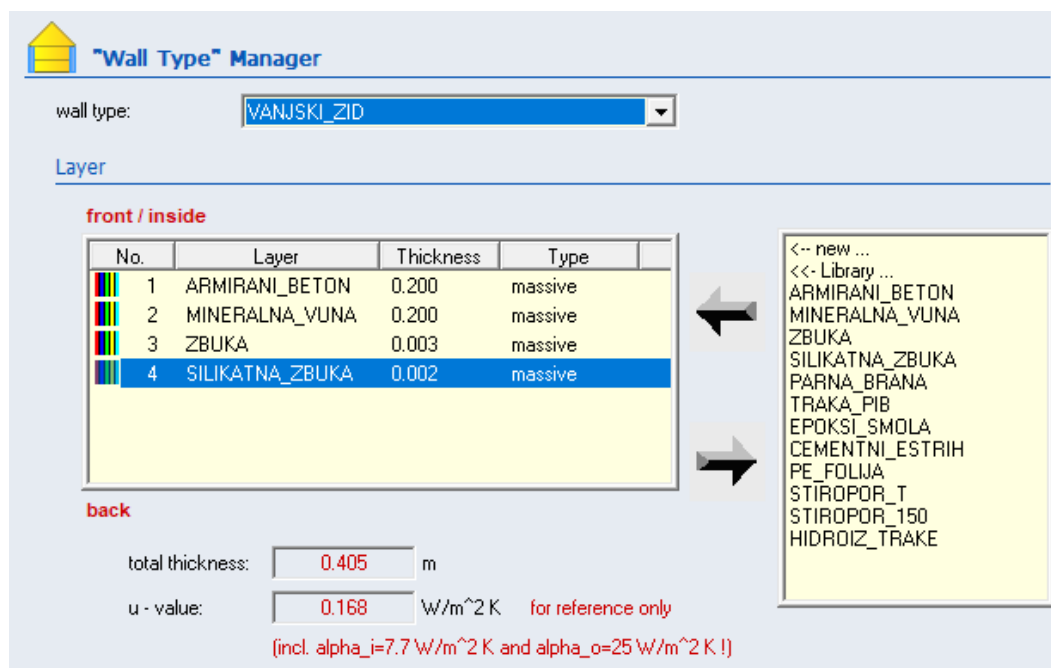 "Wall Type" Manager
wall type: VANJSKI_ZID
Layer
front / inside
No. Layer Thickness Type
1 ARMIRANI_BETON 0.200 massive
2 MINERALNA_VUNA 0.200 massive
3 ZBUKA 0.003 massive
4 SILIKATNA_ZBUKA 0.002 massive
<-- new ...
<<- Library ...
ARMIRANI_BETON
MINERALNA_VUNA
ZBUKA
SILIKATNA_ZBUKA
PARNA_BRANA
TRAKA_PIB
EPOKSI_SMOLA
CEMENTNI_ESTRIH
PE_FOLIJA
STIROPOR_T
STIROPOR_150
HIDROIZ_TRAKE
back
total thickness: 0.405 m
u - value: 0.168 W/m^2 K for reference only
(incl. alpha_i=7.7 W/m^2 K and alpha_o=25 W/m^2 K !)